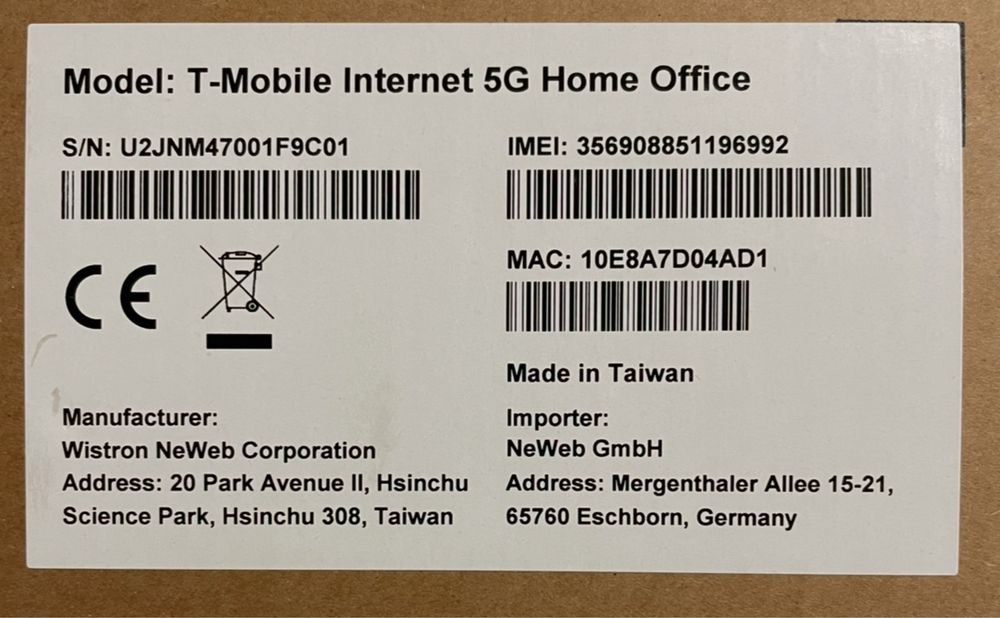 Model: T-Mobile Internet 5G Home Office
S/N: U2JNM47001F9C01
IMEI: 356908851196992
CE
MAC: 10E8A7D04AD1
Made in Taiwan
Manufacturer:
Wistron NeWeb Corporation
Address: 20 Park Avenue II, Hsinchu
Science Park, Hsinchu 308, Taiwan
Importer:
NeWeb GmbH
Address: Mergenthaler Allee 15-21,
65760 Eschborn, Germany